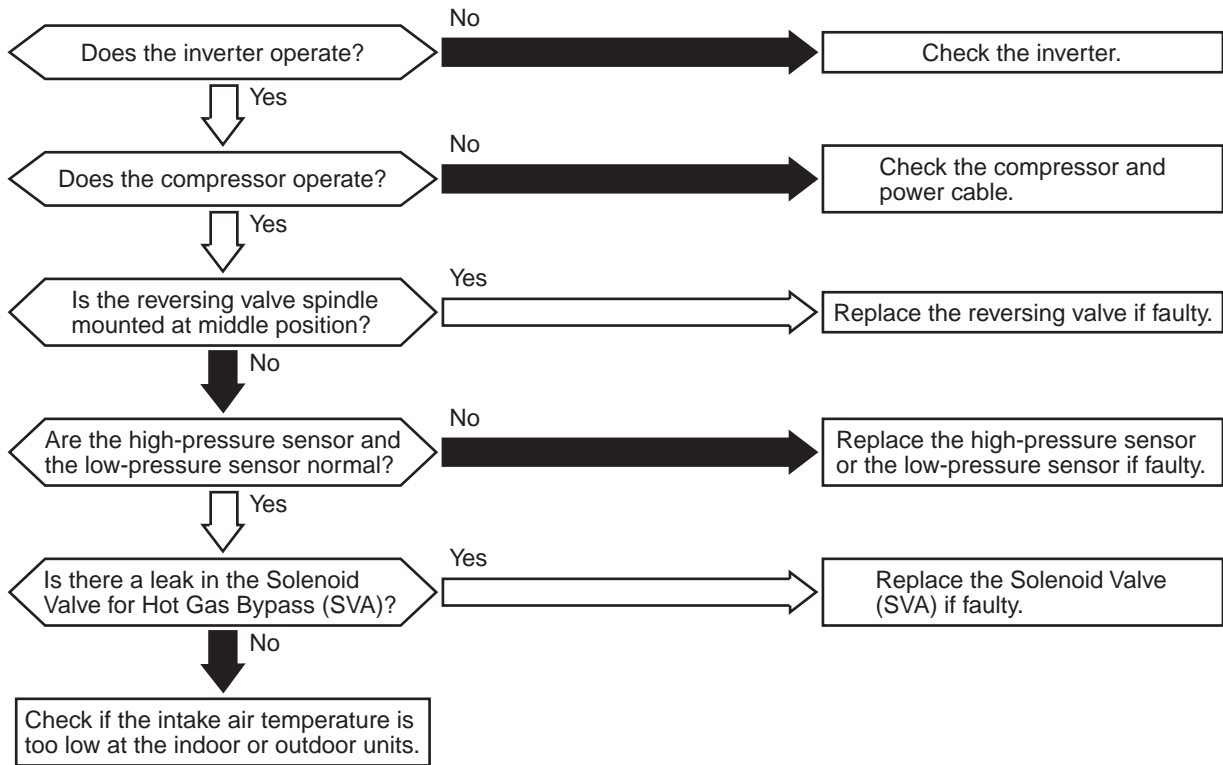 No
Does the inverter operate?
Check the inverter.
Yes
No
Does the compressor operate?
Check the compressor and
power cable.
Yes
Yes
Is the reversing valve spindle
mounted at middle position?
Replace the reversing valve if faulty.
No
No
Are the high-pressure sensor and
the low-pressure sensor normal?
Replace the high-pressure sensor
or the low-pressure sensor if faulty.
Yes
Yes
Is there a leak in the Solenoid
Valve for Hot Gas Bypass (SVA)?
Replace the Solenoid Valve
(SVA) if faulty.
No
Check if the intake air temperature is
too low at the indoor or outdoor units.